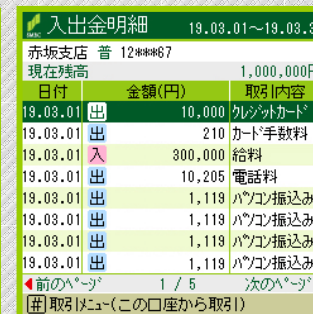 入出金明細 19.03.01～19.03.3
赤坂支店 普 12***67
現在残高 1,000,000円
日付 金額(円) 取引内容
19.03.01 出 10,000 ｸﾚｼﾞｯﾄｶｰﾄﾞ
19.03.01 出 210 ｶｰﾄﾞ手数料
19.03.01 入 300,000 給料
19.03.01 出 10,205 電話料
19.03.01 出 1,119 ﾊﾟｿｺﾝ振込み
19.03.01 出 1,119 ﾊﾟｿｺﾝ振込み
19.03.01 出 1,119 ﾊﾟｿｺﾝ振込み
19.03.01 出 1,119 ﾊﾟｿｺﾝ振込み
◀前のﾍﾟｰｼﾞ 1 / 5 次のﾍﾟｰｼﾞ
#取引ﾒﾆｭｰ(この口座から取引)